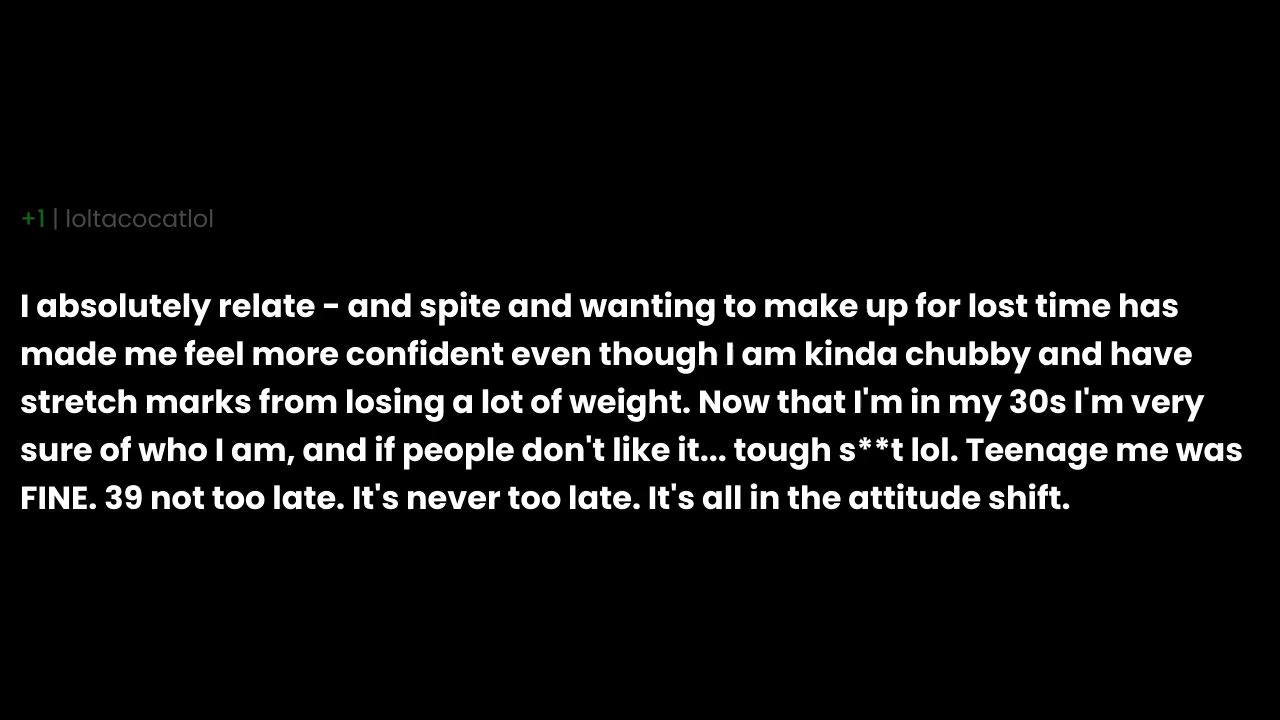 +1 | loltacocatlol
I absolutely relate - and spite and wanting to make up for lost time has
made me feel more confident even though I am kinda chubby and have
stretch marks from losing a lot of weight. Now that I'm in my 30s I'm very
sure of who I am, and if people don't like it... tough s**t lol. Teenage me was
FINE. 39 not too late. It's never too late. It's all in the attitude shift.